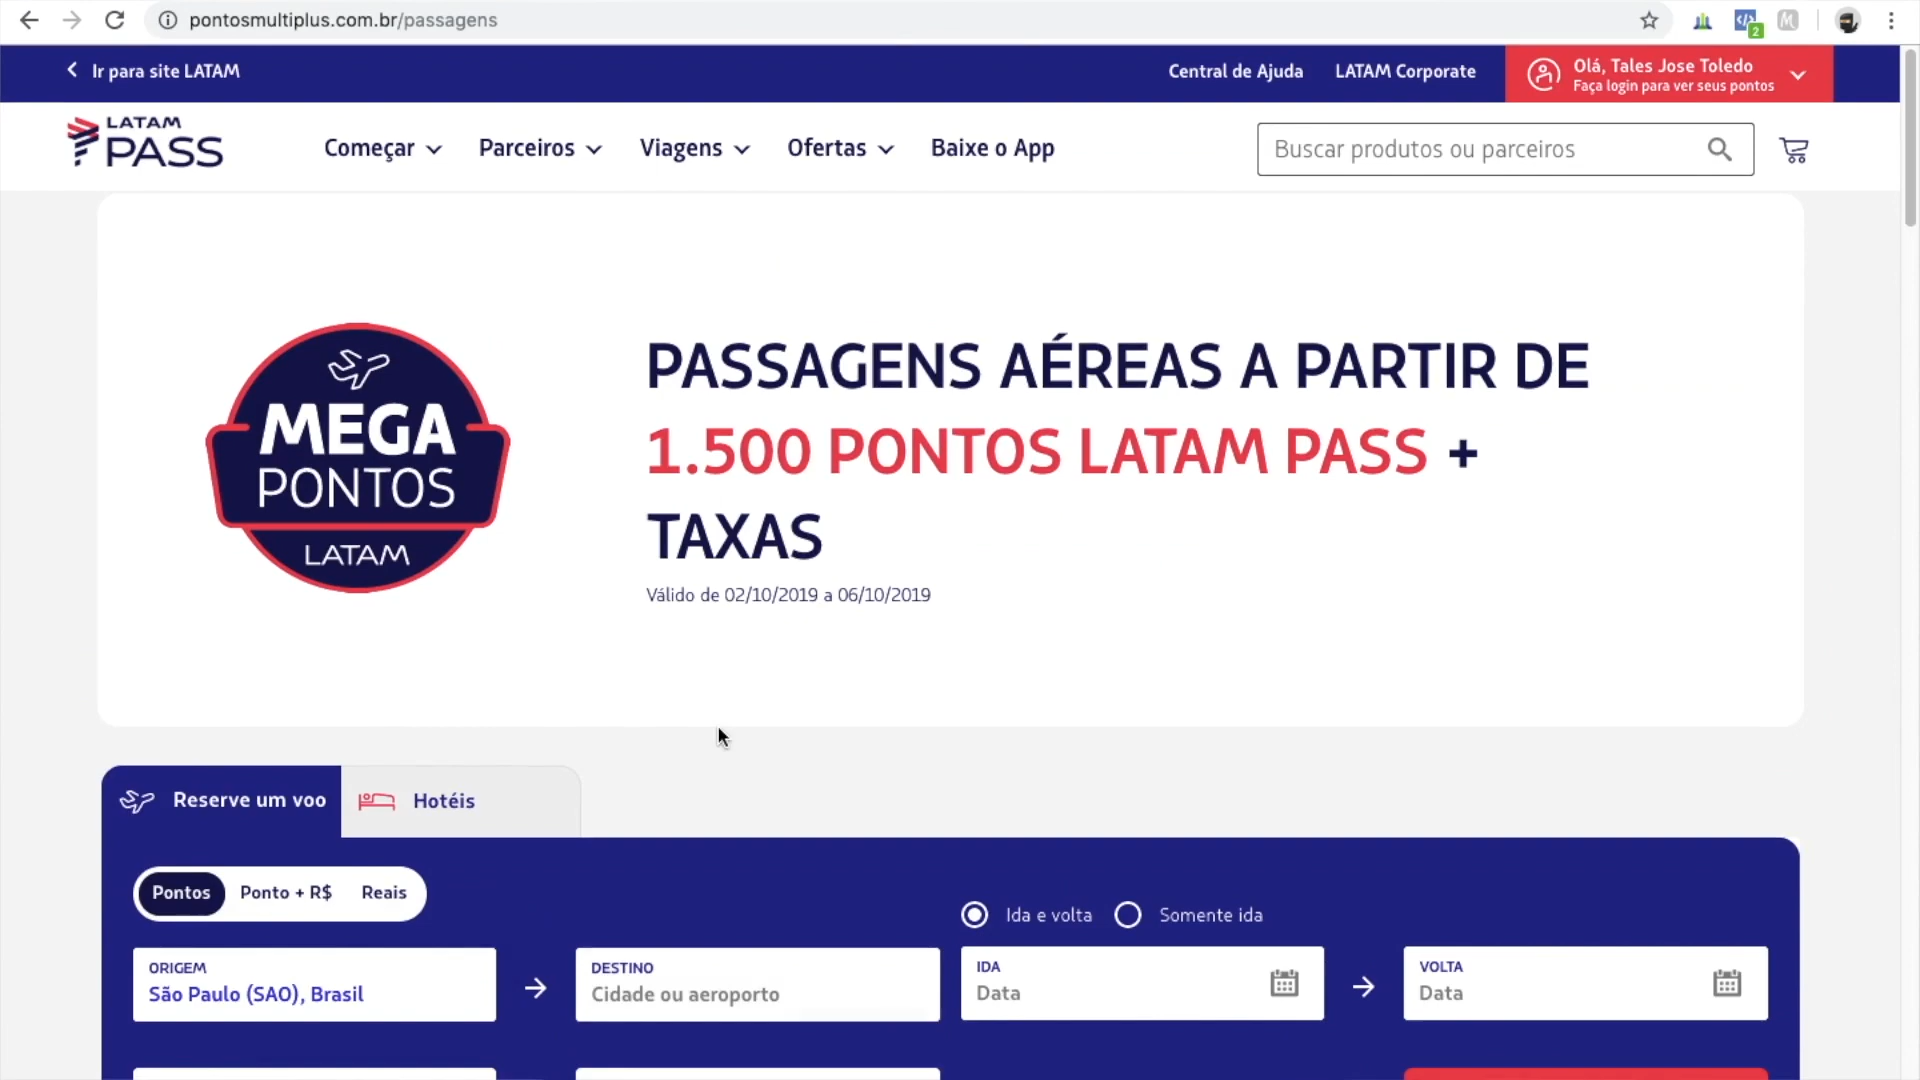 pontosmultiplus.com.br/passagens
2
Ir para site LATAM
Central de Ajuda
LATAM Corporate
Olá, Tales Jose Toledo
Faça login para ver seus pontos
LATAM
PASS
Começar
Parceiros
Viagens
Ofertas
Baixe o App
Buscar produtos ou parceiros
MEGA
PONTOS
LATAM
PASSAGENS AÉREAS A PARTIR DE
1.500 PONTOS LATAM PASS +
TAXAS
Válido de 02/10/2019 a 06/10/2019
Reserve um voo
Hotéis
Pontos
Ponto + R$
Reais
Ida e volta
Somente ida
ORIGEM
São Paulo (SAO), Brasil
DESTINO
Cidade ou aeroporto
IDA
Data
VOLTA
Data